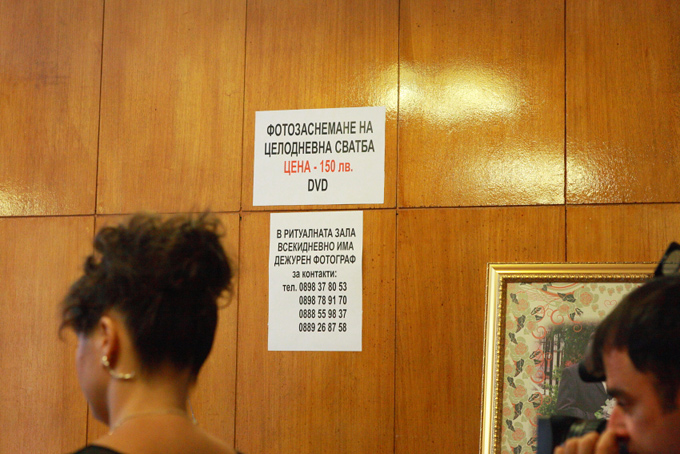 ФОТОЗАСНЕМАНЕ НА
ЦЕЛОДНЕВНА СВАТБА
ЦЕНА - 150 лв.
DVD
В РИТУАЛНАТА ЗАЛА
ВСЕКИДНЕВНО ИМА
ДЕЖУРЕН ФОТОГРАФ
за контакти:
тел. 0898 37 80 53
0898 78 91 70
0888 55 98 37
0889 26 87 58